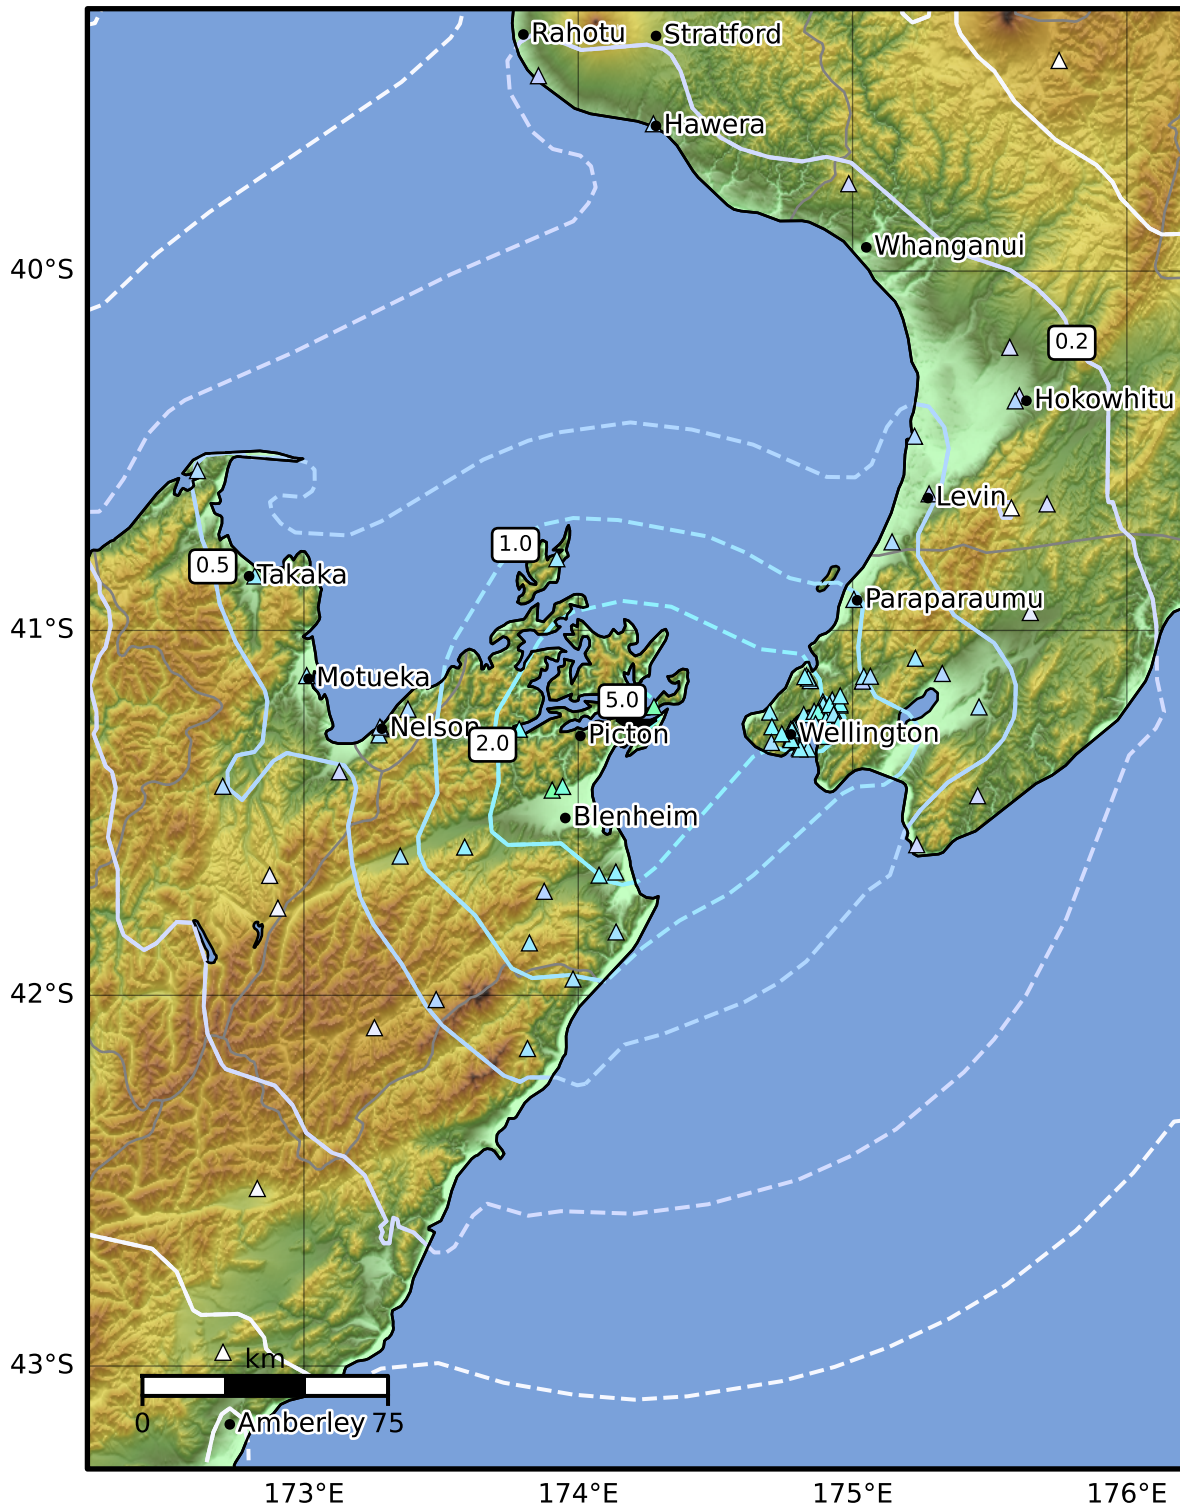 Rahotu
Stratford
Hawera
Whanganui
40°S
0.2
Hokowhitu
Levin
1.0
0.5
Takaka
Paraparaumu
41°S
Motueka
5.0
Nelson
2.0
Picton
Wellington
Blenheim
42°S
43°S
km
0
75
Amberley
173°E
174°E
175°E
176°E